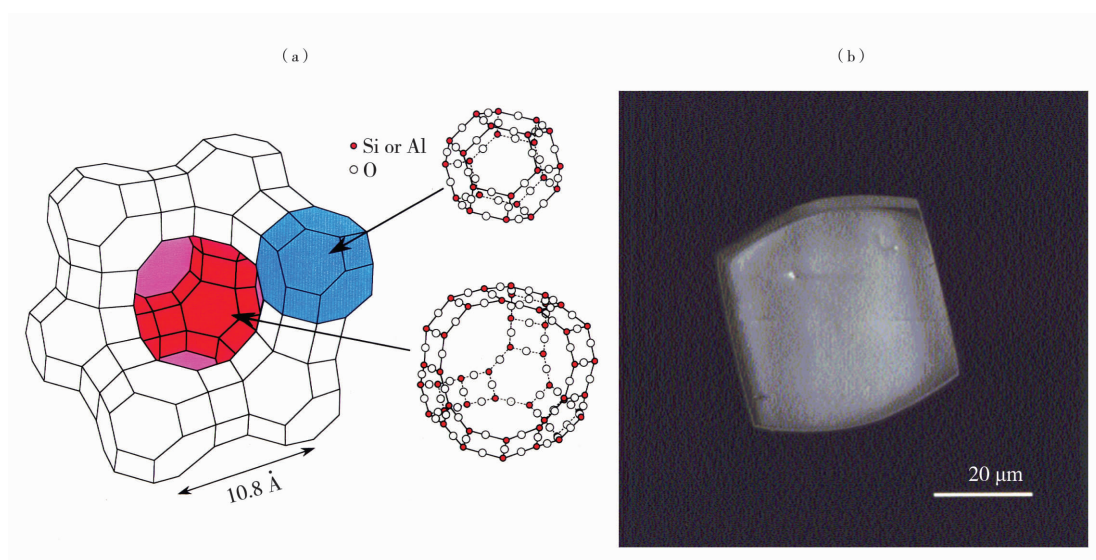 （a）
（b）
Si or Al
O
10.8 Å
20 μm